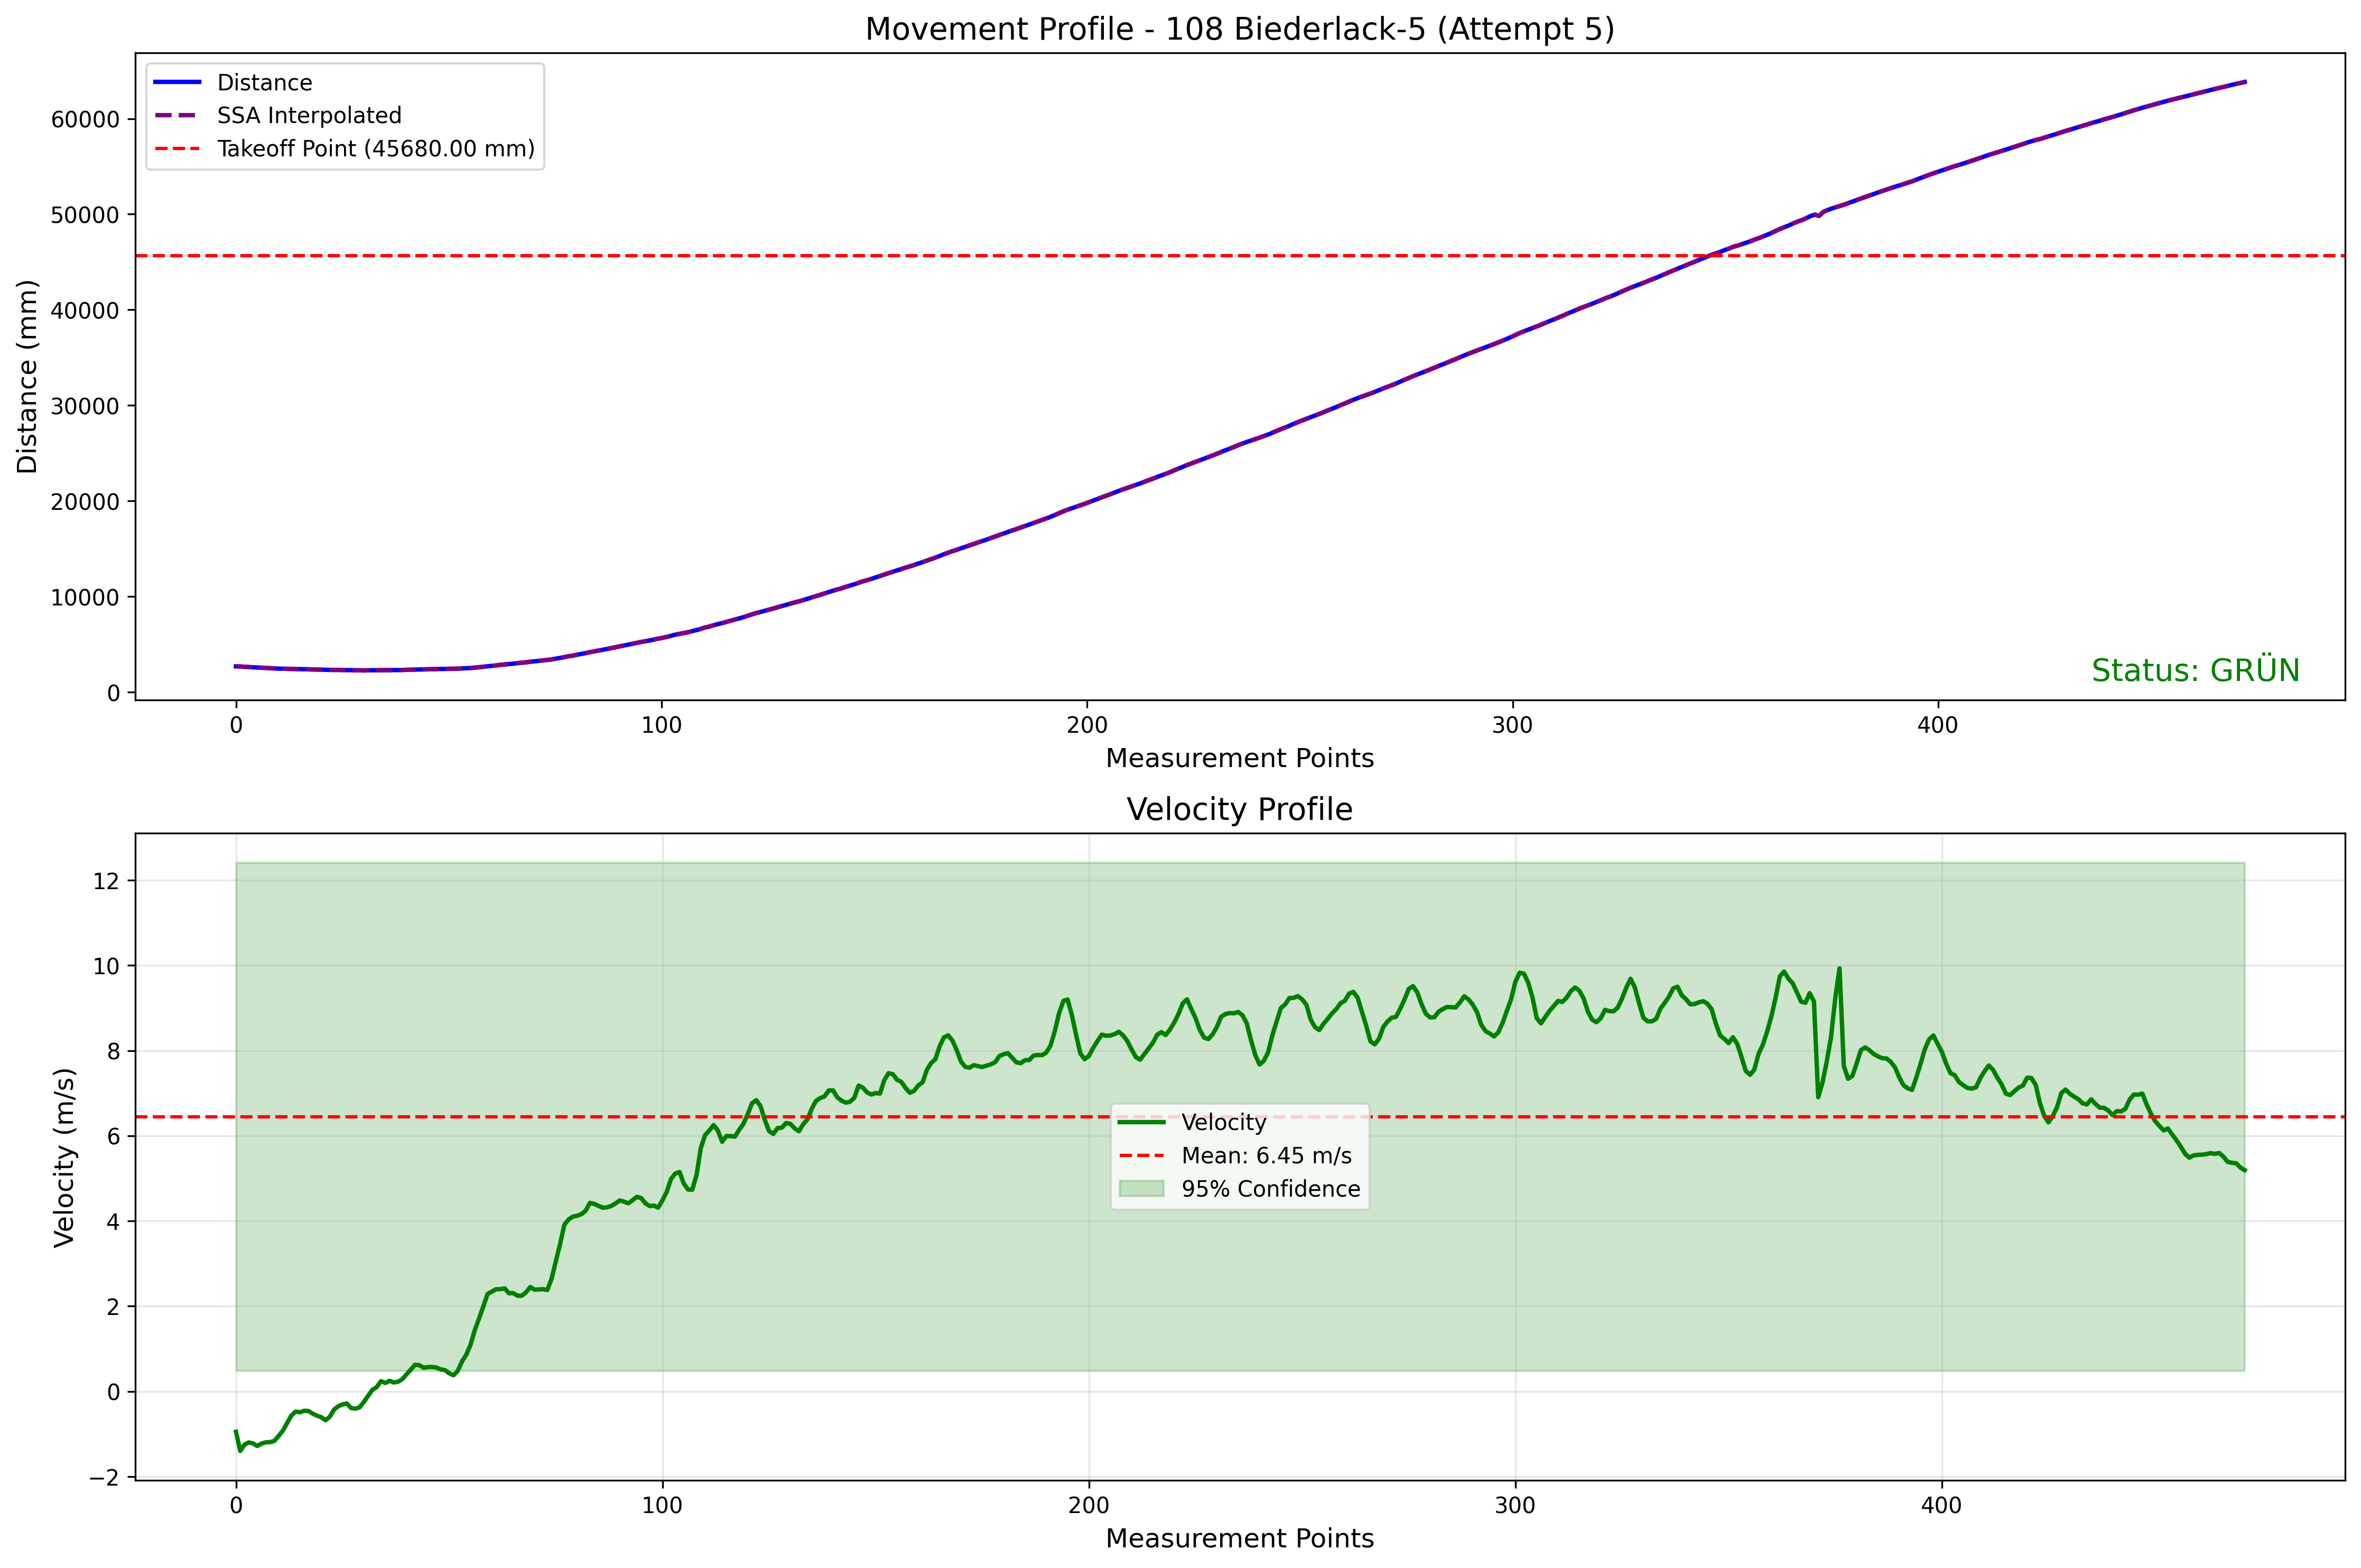 Movement Profile - 108 Biederlack-5 (Attempt 5)
Distance
SSA Interpolated
Takeoff Point (45680.00 mm)
Distance (mm)
60000
50000
40000
30000
20000
10000
0
Status: GRÜN
0 100 200 300 400
Measurement Points
Velocity Profile
Velocity (m/s)
12
10
8
6
4
2
0
−2
Velocity
Mean: 6.45 m/s
95% Confidence
0 100 200 300 400
Measurement Points